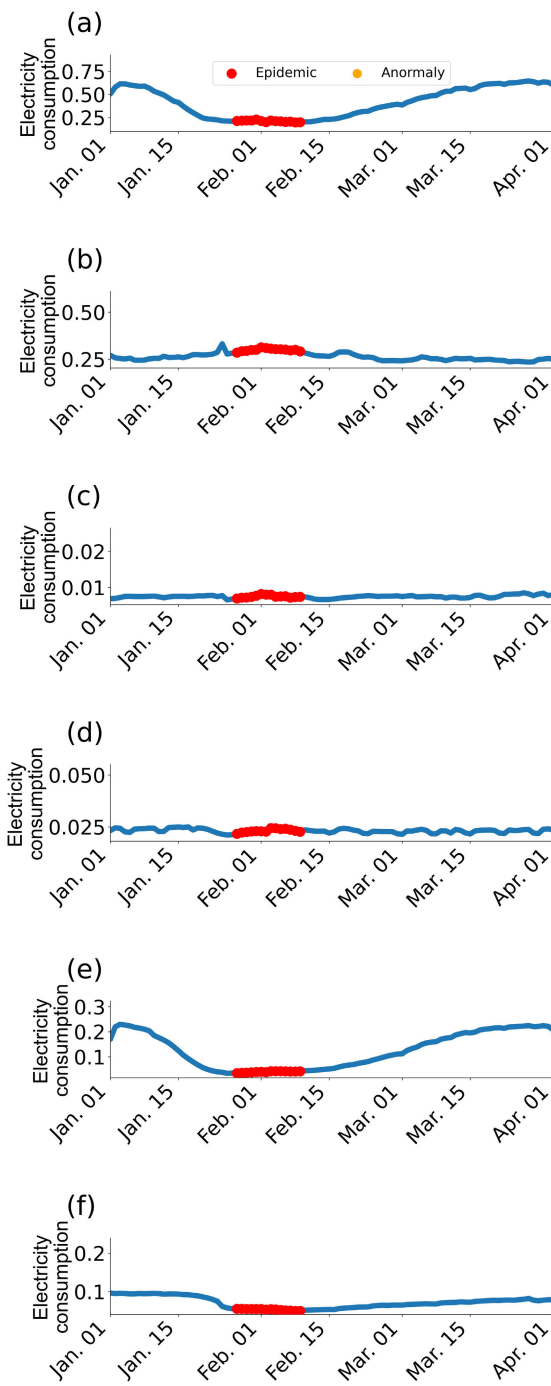 (a)
Electricity
consumption
0.75
0.50
0.25
Epidemic
Anormaly
Jan. 01
Jan. 15
Feb. 01
Feb. 15
Mar. 01
Mar. 15
Apr. 01
(b)
Electricity
consumption
0.50
0.25
Jan. 01
Jan. 15
Feb. 01
Feb. 15
Mar. 01
Mar. 15
Apr. 01
(c)
Electricity
consumption
0.02
0.01
Jan. 01
Jan. 15
Feb. 01
Feb. 15
Mar. 01
Mar. 15
Apr. 01
(d)
Electricity
consumption
0.050
0.025
Jan. 01
Jan. 15
Feb. 01
Feb. 15
Mar. 01
Mar. 15
Apr. 01
(e)
Electricity
consumption
0.3
0.2
0.1
Jan. 01
Jan. 15
Feb. 01
Feb. 15
Mar. 01
Mar. 15
Apr. 01
(f)
Electricity
consumption
0.2
0.1
Jan. 01
Jan. 15
Feb. 01
Feb. 15
Mar. 01
Mar. 15
Apr. 01